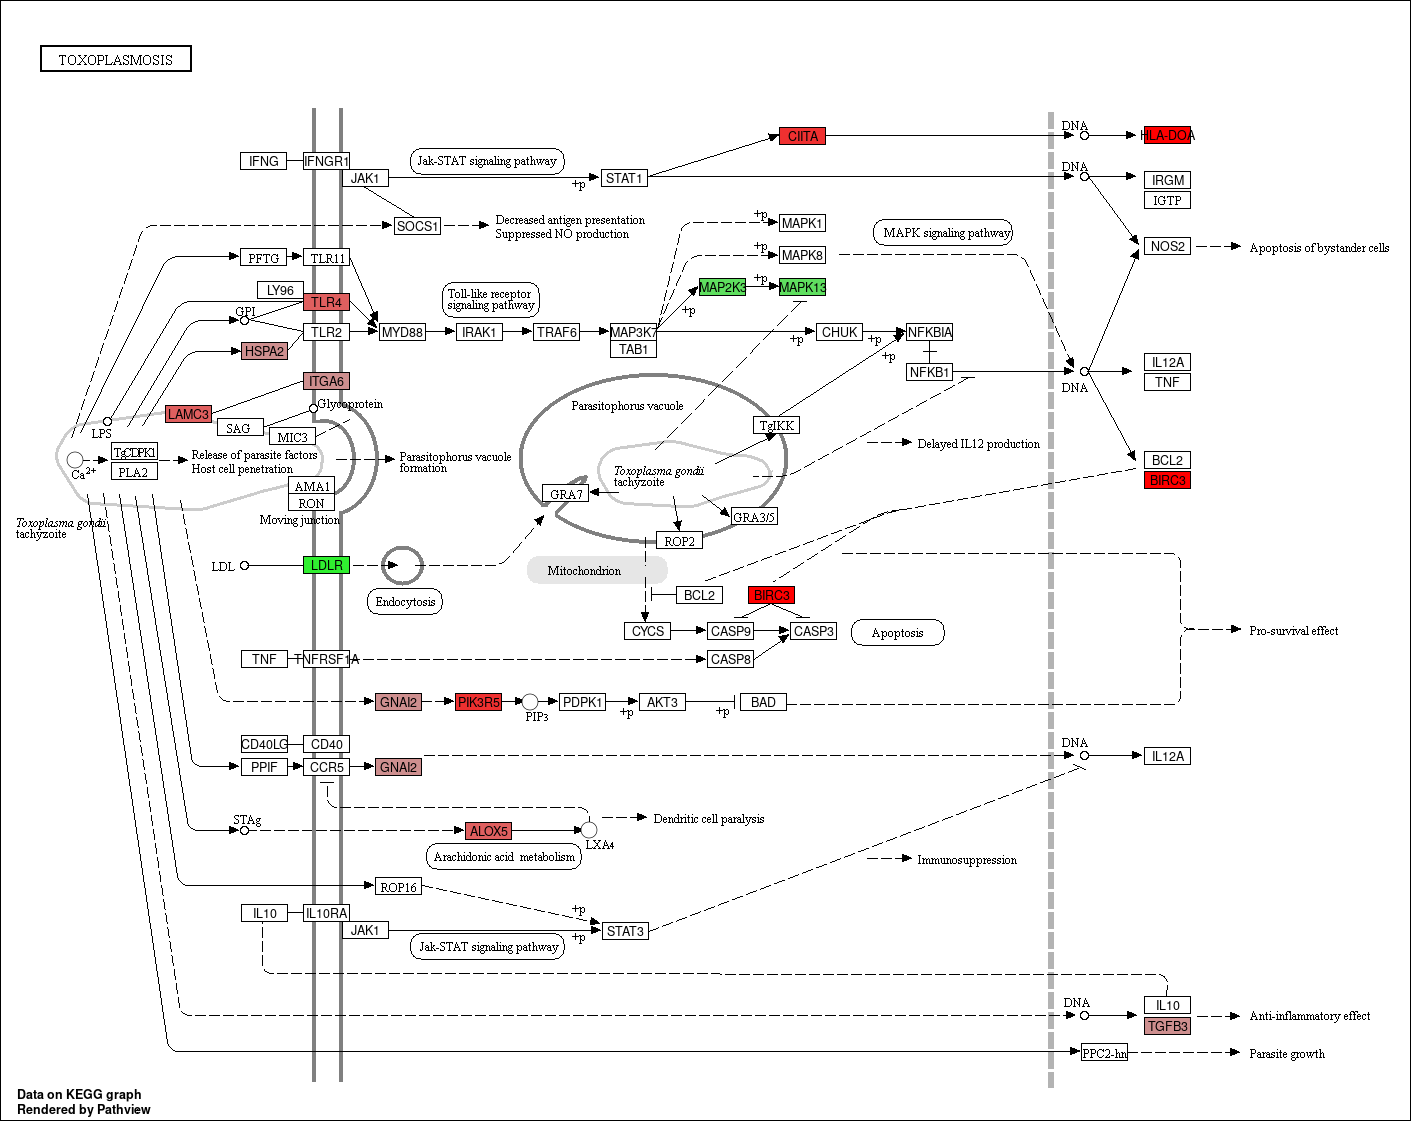 TOXOPLASMOSIS
DNA
CIITA
HLA-DOA
IFNG
IFNGR1
Jak-STAT signaling pathway
JAK1
+p
STAT1
DNA
IRGM
IGTP
SOCS1
Decreased antigen presentation
Suppressed NO production
+p
MAPK1
MAPK signaling pathway
NOS2
Apoptosis of bystander cells
PFTG
TLR11
+p
MAPK8
LY96
TLR4
Toll-like receptor
signaling pathway
MAP2K3
+p
MAPK13
GPI
+p
TLR2
MYD88
IRAK1
TRAF6
MAP3K7
TAB1
+p
CHUK
+p
NFKBIA
+p
HSPA2
NFKB1
DNA
IL12A
TNF
ITGA6
LAMC3
Glycoprotein
Parasitophorus vacuole
SAG
MIC3
LPS
TgIKK
Delayed IL12 production
TgCDPK1
PLA2
Ca2+
Release of parasite factors
Host cell penetration
Parasitophorus vacuole
formation
Toxoplasma gondii
tachyzoite
BCL2
BIRC3
AMA1
RON
Moving junction
GRA7
GRA3/5
ROP2
Toxoplasma gondii
tachyzoite
LDL
LDLR
Mitochondrion
Endocytosis
BCL2
BIRC3
CYCS
CASP9
CASP3
Apoptosis
Pro-survival effect
TNF
TNFRSF1A
CASP8
GNAI2
PIK3R5
PIP3
PDPK1
+p
AKT3
+p
BAD
CD40LG
CD40
DNA
PPIF
CCR5
GNAI2
IL12A
STAg
ALOX5
LXA4
Dendritic cell paralysis
Arachidonic acid metabolism
Immunosuppression
ROP16
IL10
IL10RA
JAK1
+p
+p
STAT3
Jak-STAT signaling pathway
DNA
IL10
TGFB3
Anti-inflammatory effect
PPC2-hn
Parasite growth
Data on KEGG graph
Rendered by Pathview